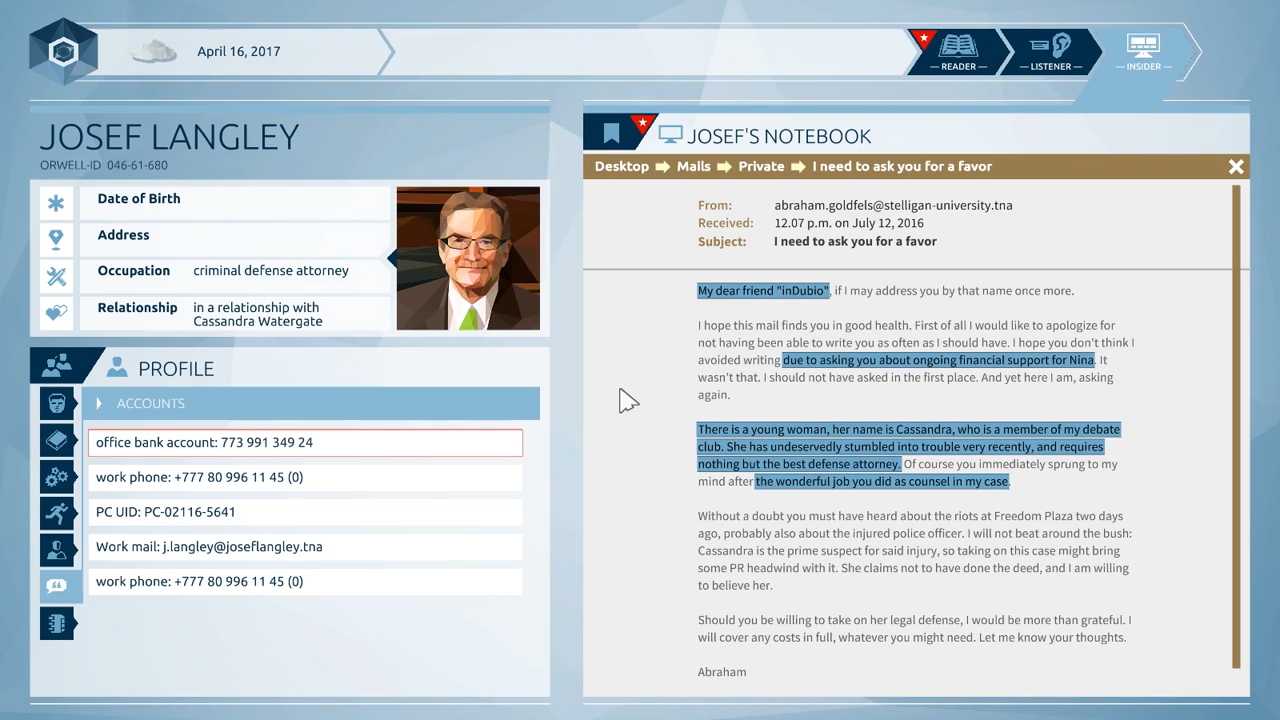 April 16, 2017
— READER —
— LISTENER —
— INSIDER —
JOSEF LANGLEY
ORWELL-ID 046-61-680
Date of Birth
Address
Occupation criminal defense attorney
Relationship in a relationship with
Cassandra Watergate
PROFILE
ACCOUNTS
office bank account: 773 991 349 24
work phone: +777 80 996 11 45 (0)
PC UID: PC-02116-5641
Work mail: j.langley@joseflangley.tna
work phone: +777 80 996 11 45 (0)
JOSEF'S NOTEBOOK
Desktop Mails Private I need to ask you for a favor
From: abraham.goldfels@stelligan-university.tna
Received: 12.07 p.m. on July 12, 2016
Subject: I need to ask you for a favor
My dear friend "inDubio", if I may address you by that name once more.
I hope this mail finds you in good health. First of all I would like to apologize for
not having been able to write you as often as I should have. I hope you don't think I
avoided writing due to asking you about ongoing financial support for Nina. It
wasn't that. I should not have asked in the first place. And yet here I am, asking
again.
There is a young woman, her name is Cassandra, who is a member of my debate
club. She has undeservedly stumbled into trouble very recently, and requires
nothing but the best defense attorney. Of course you immediately sprung to my
mind after the wonderful job you did as counsel in my case.
Without a doubt you must have heard about the riots at Freedom Plaza two days
ago, probably also about the injured police officer. I will not beat around the bush:
Cassandra is the prime suspect for said injury, so taking on this case might bring
some PR headwind with it. She claims not to have done the deed, and I am willing
to believe her.
Should you be willing to take on her legal defense, I would be more than grateful. I
will cover any costs in full, whatever you might need. Let me know your thoughts.
Abraham